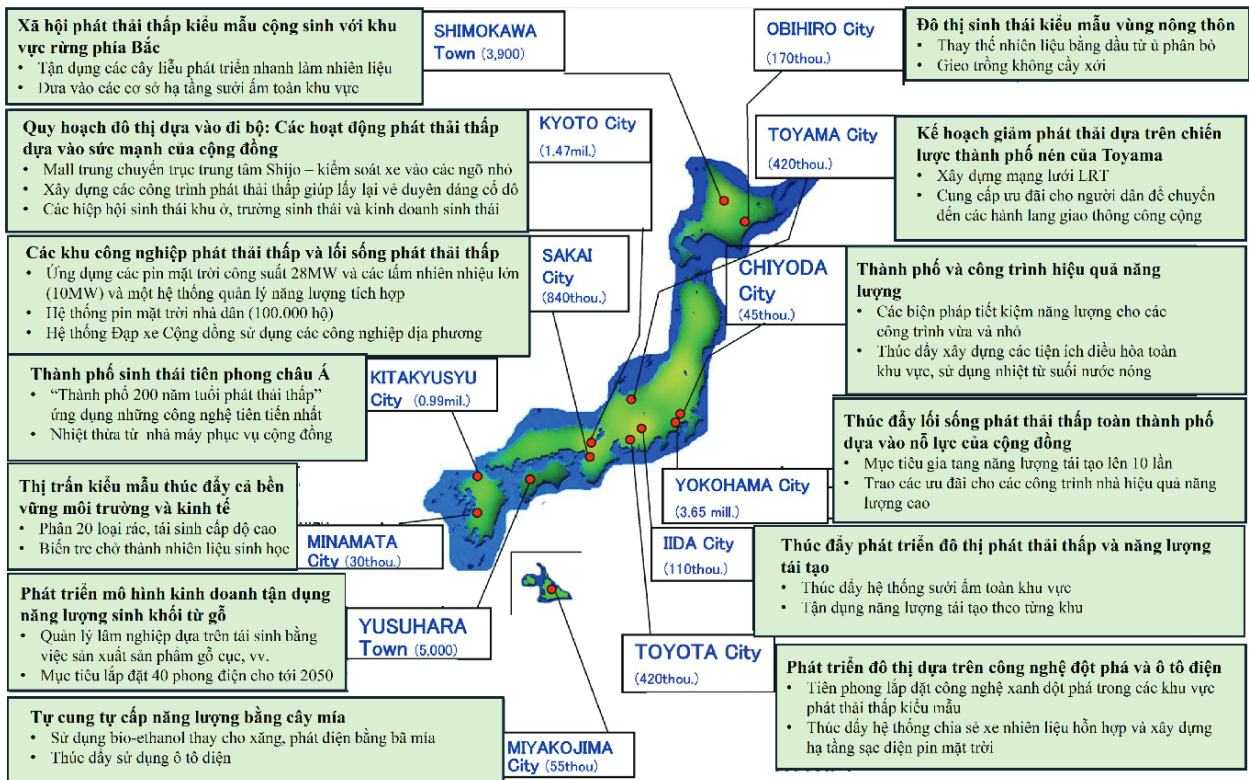 Xã hội phát thải thấp kiểu mẫu cộng sinh với khu
vực rừng phía Bắc
• Tận dụng các cây liễu phát triển nhanh làm nhiên liệu
• Đưa vào các cơ sở hạ tầng sưởi ấm toàn khu vực
SHIMOKAWA
Town (3,900)
OBIHIRO City
(170thou.)
Đô thị sinh thái kiểu mẫu vùng nông thôn
• Thay thế nhiên liệu bằng dầu từ ủ phân bò
• Gieo trồng không cầy xới
Quy hoạch đô thị dựa vào đi bộ: Các hoạt động phát thải thấp
dựa vào sức mạnh của cộng đồng
• Mall trung chuyển trục trung tâm Shijo – kiểm soát xe vào các ngõ nhỏ
• Xây dựng các công trình phát thải thấp giúp lấy lại vẻ duyên dáng cố đô
• Các hiệp hội sinh thái khu ở, trường sinh thái và kinh doanh sinh thái
KYOTO City
(1.47mil.)
TOYAMA City
(420thou.)
Kế hoạch giảm phát thải dựa trên chiến
lược thành phố nén của Toyama
• Xây dựng mạng lưới LRT
• Cung cấp ưu đãi cho người dân để chuyển
đến các hành lang giao thông công cộng
Các khu công nghiệp phát thải thấp và lối sống phát thải thấp
• Ứng dụng các pin mặt trời công suất 28MW và các tấm nhiên nhiệu lớn
(10MW) và một hệ thống quản lý năng lượng tích hợp
• Hệ thống pin mặt trời nhà dân (100.000 hộ)
• Hệ thống Đạp xe Cộng đồng sử dụng các công nghiệp địa phương
SAKAI
City
(840thou.)
CHIYODA
City
(45thou.)
Thành phố và công trình hiệu quả năng
lượng
• Các biện pháp tiết kiệm năng lượng cho các
công trình vừa và nhỏ
• Thúc đẩy xây dựng các tiện ích điều hòa toàn
khu vực, sử dụng nhiệt từ suối nước nóng
Thành phố sinh thái tiên phong châu Á
• “Thành phố 200 năm tuổi phát thải thấp”
ứng dụng những công nghệ tiên tiến nhất
• Nhiệt thừa từ nhà máy phục vụ cộng đồng
KITAKYUSYU
City (0.99mil.)
Thúc đẩy lối sống phát thải thấp toàn thành phố
dựa vào nỗ lực của cộng đồng
• Mục tiêu gia tang năng lượng tái tạo lên 10 lần
• Trao các ưu đãi cho các công trình nhà hiệu quả năng
lượng cao
YOKOHAMA City
(3.65 mill.)
Thị trấn kiểu mẫu thúc đẩy cả bền
vững môi trường và kinh tế
• Phân 20 loại rác, tái sinh cấp độ cao
• Biến tre chở thành nhiên liệu sinh học
MINAMATA
City (30thou.)
IIDA City
(110thou.)
Thúc đẩy phát triển đô thị phát thải thấp và năng lượng
tái tạo
• Thúc đẩy hệ thống sưởi ấm toàn khu vực
• Tận dụng năng lượng tái tạo theo từng khu
Phát triển mô hình kinh doanh tận dụng
năng lượng sinh khối từ gỗ
• Quản lý lâm nghiệp dựa trên tái sinh bằng
việc sản xuất sản phẩm gỗ cục, vv.
• Mục tiêu lắp đặt 40 phong điện cho tới 2050
YUSUHARA
Town (5,000)
TOYOTA City
(420thou.)
Phát triển đô thị dựa trên công nghệ đột phá và ô tô điện
• Tiên phong lắp đặt công nghệ xanh đột phá trong các khu vực
phát thải thấp kiểu mẫu
• Thúc đẩy hệ thống chia sẻ xe nhiên liệu hỗn hợp và xây dựng
hạ tầng sạc điện pin mặt trời
Tự cung tự cấp năng lượng bằng cây mía
• Sử dụng bio-ethanol thay cho xăng, phát điện bằng bã mía
• Thúc đẩy sử dụng ô tô điện
MIYAKOJIMA
City (55thou)